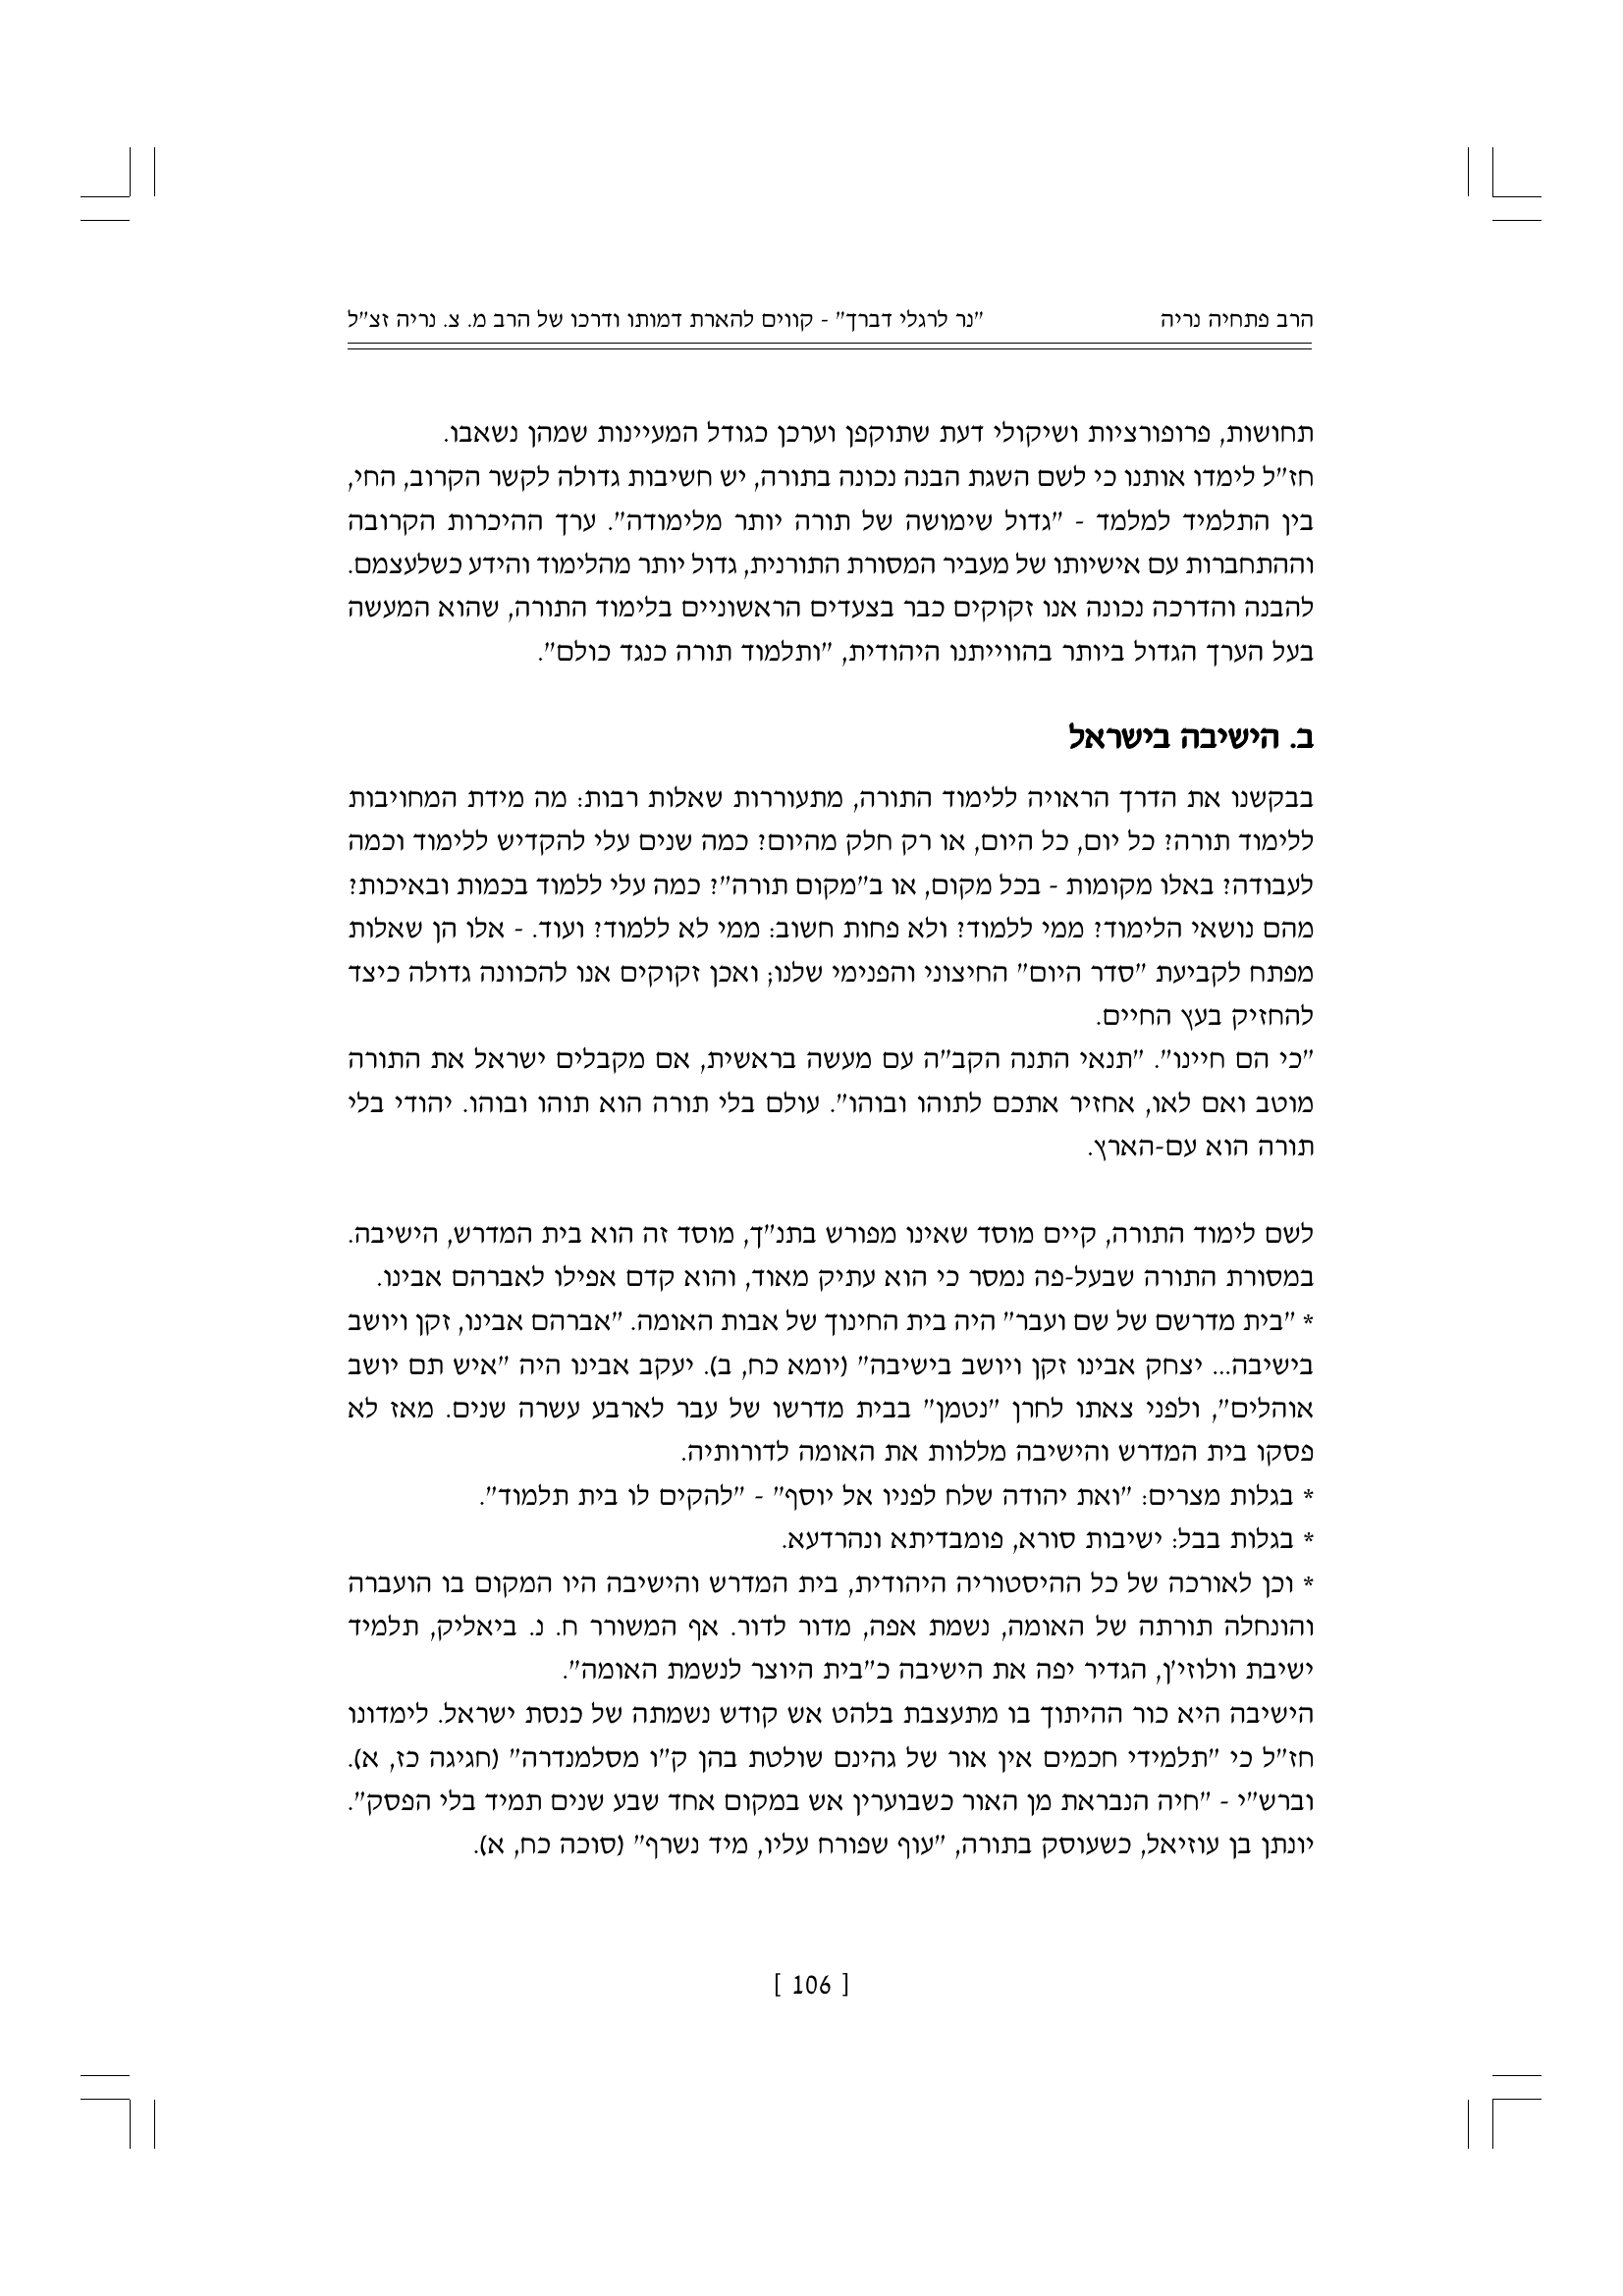 הרב פתחיה נריה "נר לרגלי דברך" - קווים להארת דמותו ודרכו של הרב מ. צ. נריה זצ"ל
תחושות, פרופורציות ושיקולי דעת שתוקפן וערכן כגודל המעיינות שמהן נשאבו.
חז"ל לימדו אותנו כי לשם השגת הבנה נכונה בתורה, יש חשיבות גדולה לקשר הקרוב, החי,
בין התלמיד למלמד - "גדול שימושה של תורה יותר מלימודה". ערך ההיכרות הקרובה
וההתחברות עם אישיותו של מעביר המסורת התורנית, גדול יותר מהלימוד והידע כשלעצמם.
להבנה והדרכה נכונה אנו זקוקים כבר בצעדים הראשוניים בלימוד התורה, שהוא המעשה
בעל הערך הגדול ביותר בהווייתנו היהודית, "ותלמוד תורה כנגד כולם".
ב. הישיבה בישראל
בבקשנו את הדרך הראויה ללימוד התורה, מתעוררות שאלות רבות: מה מידת המחויבות
ללימוד תורה? כל יום, כל היום, או רק חלק מהיום? כמה שנים עלי להקדיש ללימוד וכמה
לעבודה? באלו מקומות - בכל מקום, או ב"מקום תורה"? כמה עלי ללמוד בכמות ובאיכות?
מהם נושאי הלימוד? ממי ללמוד? ולא פחות חשוב: ממי לא ללמוד? ועוד. - אלו הן שאלות
מפתח לקביעת "סדר היום" החיצוני והפנימי שלנו; ואכן זקוקים אנו להכוונה גדולה כיצד
להחזיק בעץ החיים.
"כי הם חיינו". "תנאי התנה הקב"ה עם מעשה בראשית, אם מקבלים ישראל את התורה
מוטב ואם לאו, אחזיר אתכם לתוהו ובוהו". עולם בלי תורה הוא תוהו ובוהו. יהודי בלי
תורה הוא עם-הארץ.
לשם לימוד התורה, קיים מוסד שאינו מפורש בתנ"ך, מוסד זה הוא בית המדרש, הישיבה.
במסורת התורה שבעל-פה נמסר כי הוא עתיק מאוד, והוא קדם אפילו לאברהם אבינו.
* "בית מדרשם של שם ועבר" היה בית החינוך של אבות האומה. "אברהם אבינו, זקן ויושב
בישיבה... יצחק אבינו זקן ויושב בישיבה" (יומא כח, ב). יעקב אבינו היה "איש תם יושב
אוהלים", ולפני צאתו לחרן "נטמן" בבית מדרשו של עבר לארבע עשרה שנים. מאז לא
פסקו בית המדרש והישיבה מללוות את האומה לדורותיה.
* בגלות מצרים: "ואת יהודה שלח לפניו אל יוסף" - "להקים לו בית תלמוד".
* בגלות בבל: ישיבות סורא, פומבדיתא ונהרדעא.
* וכן לאורכה של כל ההיסטוריה היהודית, בית המדרש והישיבה היו המקום בו הועברה
והונחלה תורתה של האומה, נשמת אפה, מדור לדור. אף המשורר ח. נ. ביאליק, תלמיד
ישיבת וולוזי'ן, הגדיר יפה את הישיבה כ"בית היוצר לנשמת האומה".
הישיבה היא כור ההיתוך בו מתעצבת בלהט אש קודש נשמתה של כנסת ישראל. לימדונו
חז"ל כי "תלמידי חכמים אין אור של גהינם שולטת בהן ק"ו מסלמנדרה" (חגיגה כז, א).
וברש"י - "חיה הנבראת מן האור כשבוערין אש במקום אחד שבע שנים תמיד בלי הפסק".
יונתן בן עוזיאל, כשעוסק בתורה, "עוף שפורח עליו, מיד נשרף" (סוכה כח, א).
[ 106 ]